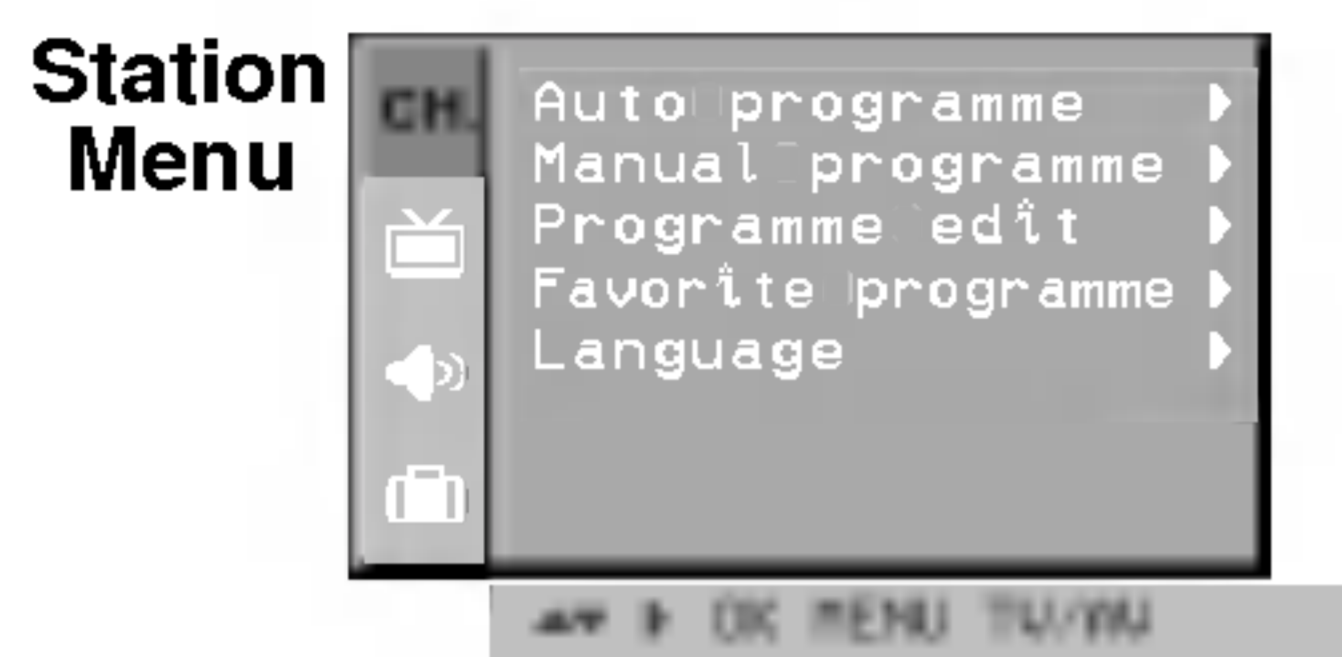 Station
Menu
CH.
Auto programme
Manual programme
Programme edit
Favorite programme
Language
OK MENU TV/AV